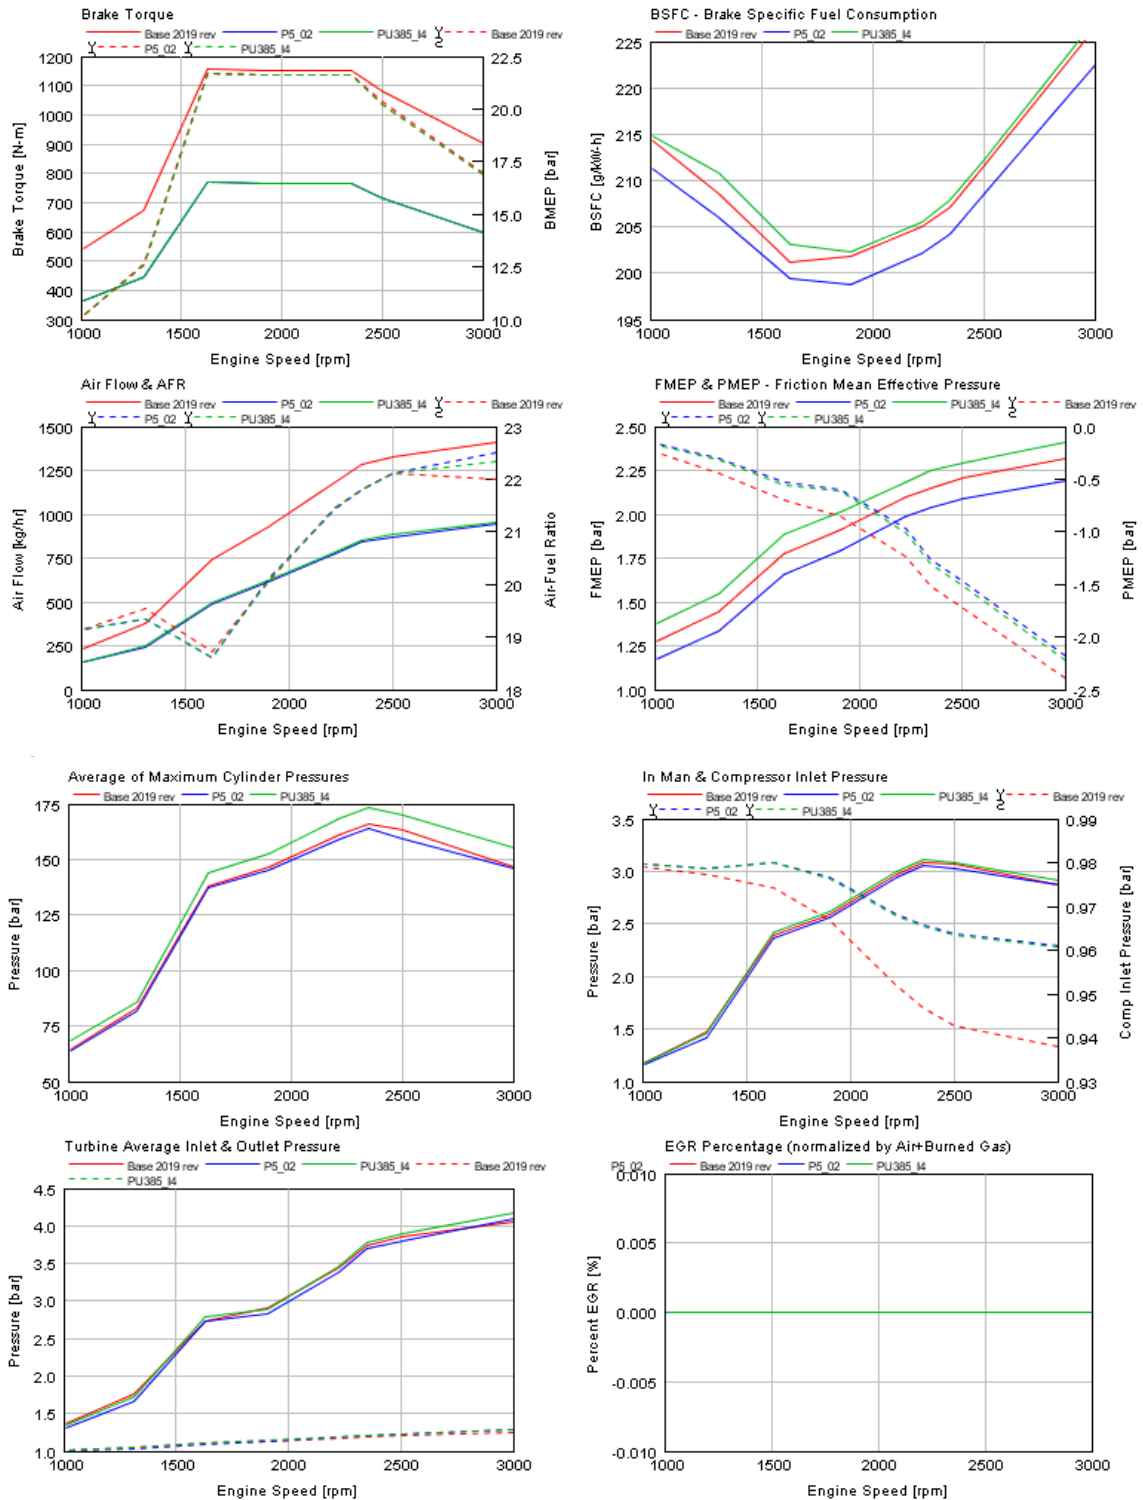 Brake Torque
Base 2019 rev P5_02 PU385_I4 Y2 Base 2019 rev
Y2 P5_02 Y2 PU385_I4
1200 1100 1000 900 800 700 600 500 400 300
22.5 20.0 17.5 15.0 12.5 10.0
Brake Torque [N-m]
BMEP [bar]
1000 1500 2000 2500 3000
Engine Speed [rpm]
BSFC - Brake Specific Fuel Consumption
Base 2019 rev P5_02 PU385_I4
225 220 215 210 205 200 195
BSFC [g/kW-h]
1000 1500 2000 2500 3000
Engine Speed [rpm]
Air Flow & AFR
Base 2019 rev P5_02 PU385_I4 Y2 Base 2019 rev
Y2 P5_02 Y2 PU385_I4
1500 1250 1000 750 500 250 0
23 22 21 20 19 18
Air Flow [kg/hr]
Air-Fuel Ratio
1000 1500 2000 2500 3000
Engine Speed [rpm]
FMEP & PMEP - Friction Mean Effective Pressure
Base 2019 rev P5_02 PU385_I4 Y2 Base 2019 rev
Y2 P5_02 Y2 PU385_I4
2.50 2.25 2.00 1.75 1.50 1.25 1.00
0.0 -0.5 -1.0 -1.5 -2.0 -2.5
FMEP [bar]
PMEP [bar]
1000 1500 2000 2500 3000
Engine Speed [rpm]
Average of Maximum Cylinder Pressures
Base 2019 rev P5_02 PU385_I4
175 150 125 100 75 50
Pressure [bar]
1000 1500 2000 2500 3000
Engine Speed [rpm]
In Man & Compressor Inlet Pressure
Base 2019 rev P5_02 PU385_I4 Y2 Base 2019 rev
Y2 P5_02 Y2 PU385_I4
3.5 3.0 2.5 2.0 1.5 1.0
0.99 0.98 0.97 0.96 0.95 0.94 0.93
Pressure [bar]
Comp Inlet Pressure [bar]
1000 1500 2000 2500 3000
Engine Speed [rpm]
Turbine Average Inlet & Outlet Pressure
Base 2019 rev P5_02 PU385_I4 Base 2019 rev P5_02
PU385_I4
4.5 4.0 3.5 3.0 2.5 2.0 1.5 1.0
Pressure [bar]
1000 1500 2000 2500 3000
Engine Speed [rpm]
EGR Percentage (normalized by Air+Burned Gas)
Base 2019 rev P5_02 PU385_I4
0.010 0.005 0.000 -0.005 -0.010
Percent EGR [%]
1000 1500 2000 2500 3000
Engine Speed [rpm]